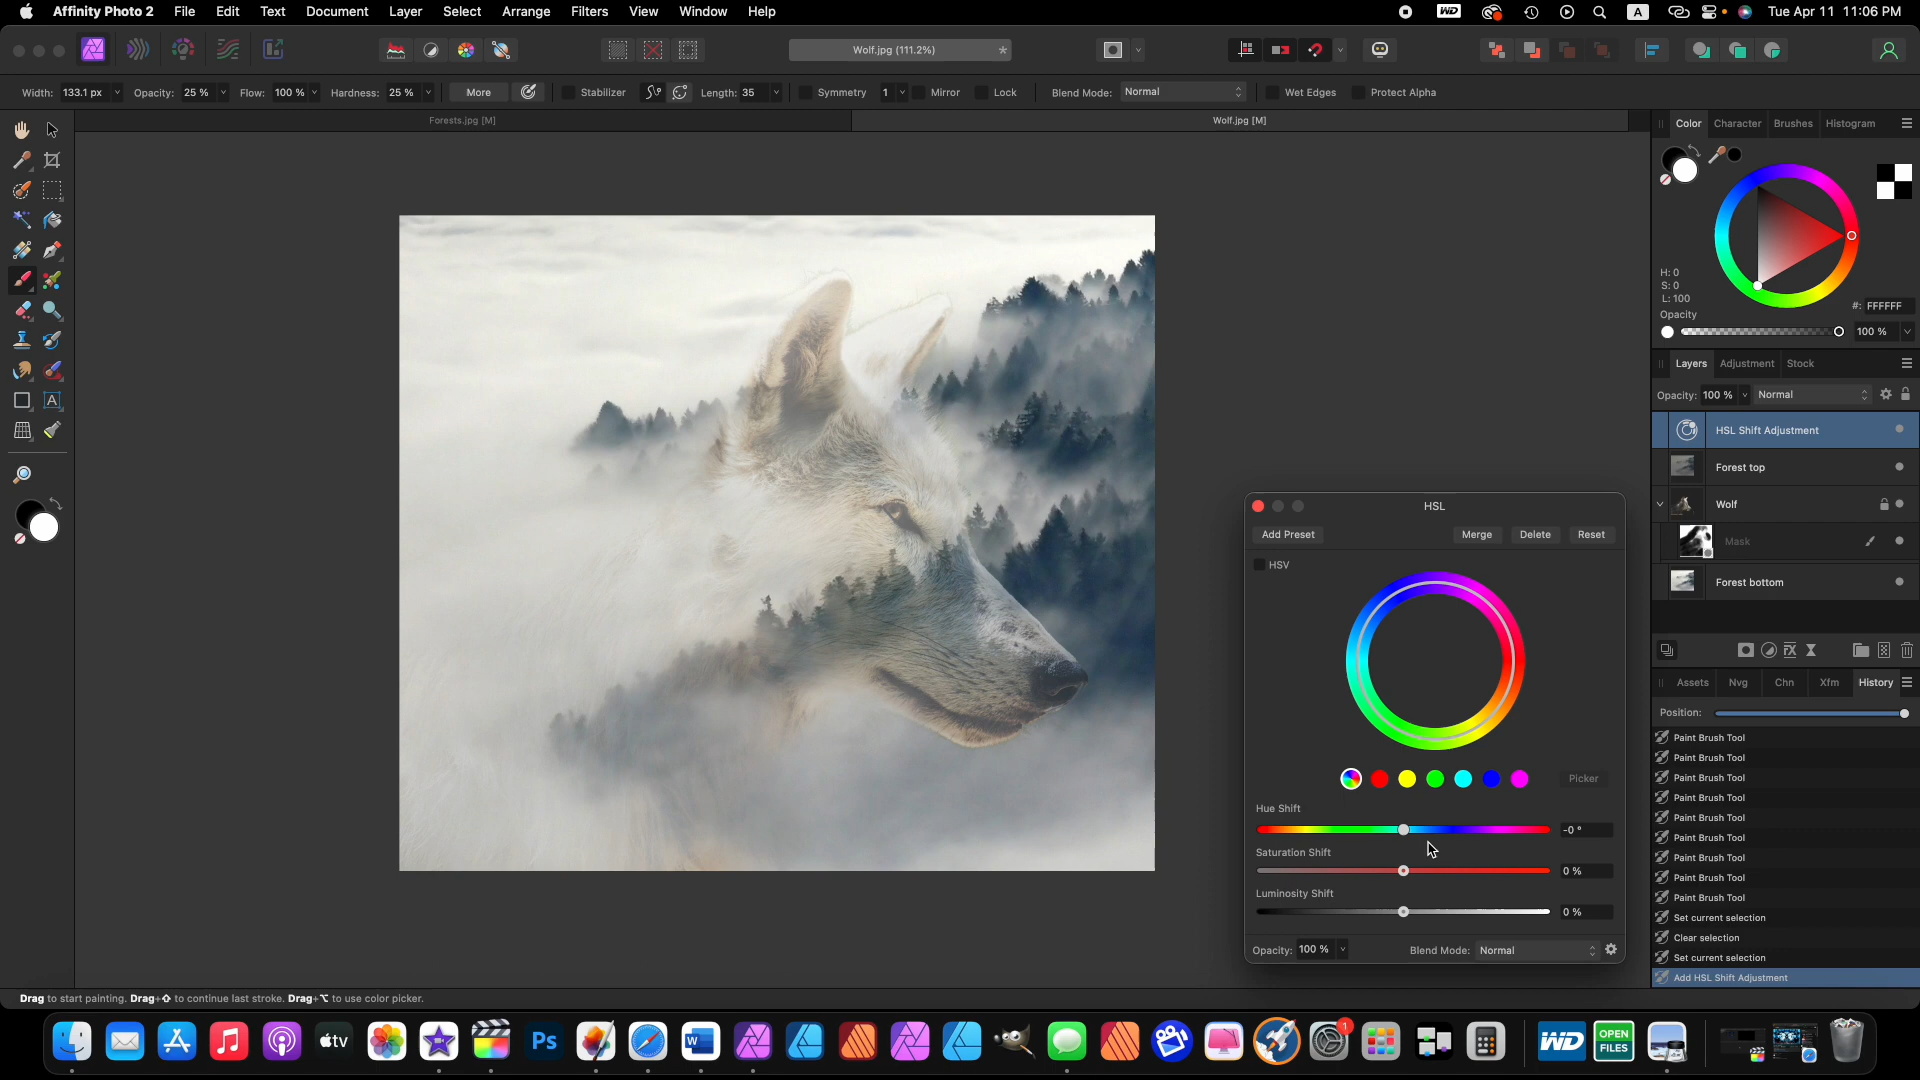 Affinity Photo 2 File Edit Text Document Layer Select Arrange Filters View Window Help WD A Tue Apr 11 11:06 PM
Wolf.jpg (111.2%) *
Width: 133.1 px Opacity: 25 % Flow: 100 % Hardness: 25 % More Stabilizer Length: 35 Symmetry 1 Mirror Lock Blend Mode: Normal Wet Edges Protect Alpha
Forests.jpg [M] Wolf.jpg [M]
Color Character Brushes Histogram
H: 0
S: 0
L: 100
#: FFFFFF
Opacity
100 %
Layers Adjustment Stock
Opacity: 100 % Normal
HSL Shift Adjustment
Forest top
Wolf
Mask
Forest bottom
HSL
Add Preset Merge Delete Reset
HSV
Picker
Hue Shift
-0 °
Saturation Shift
0 %
Luminosity Shift
0 %
Opacity: 100 % Blend Mode: Normal
Assets Nvg Chn Xfm History
Position:
Paint Brush Tool
Paint Brush Tool
Paint Brush Tool
Paint Brush Tool
Paint Brush Tool
Paint Brush Tool
Paint Brush Tool
Paint Brush Tool
Paint Brush Tool
Set current selection
Clear selection
Set current selection
Add HSL Shift Adjustment
Drag to start painting. Drag+⇧ to continue last stroke. Drag+⌥ to use color picker.
tv Ps W 1 WD OPEN FILES